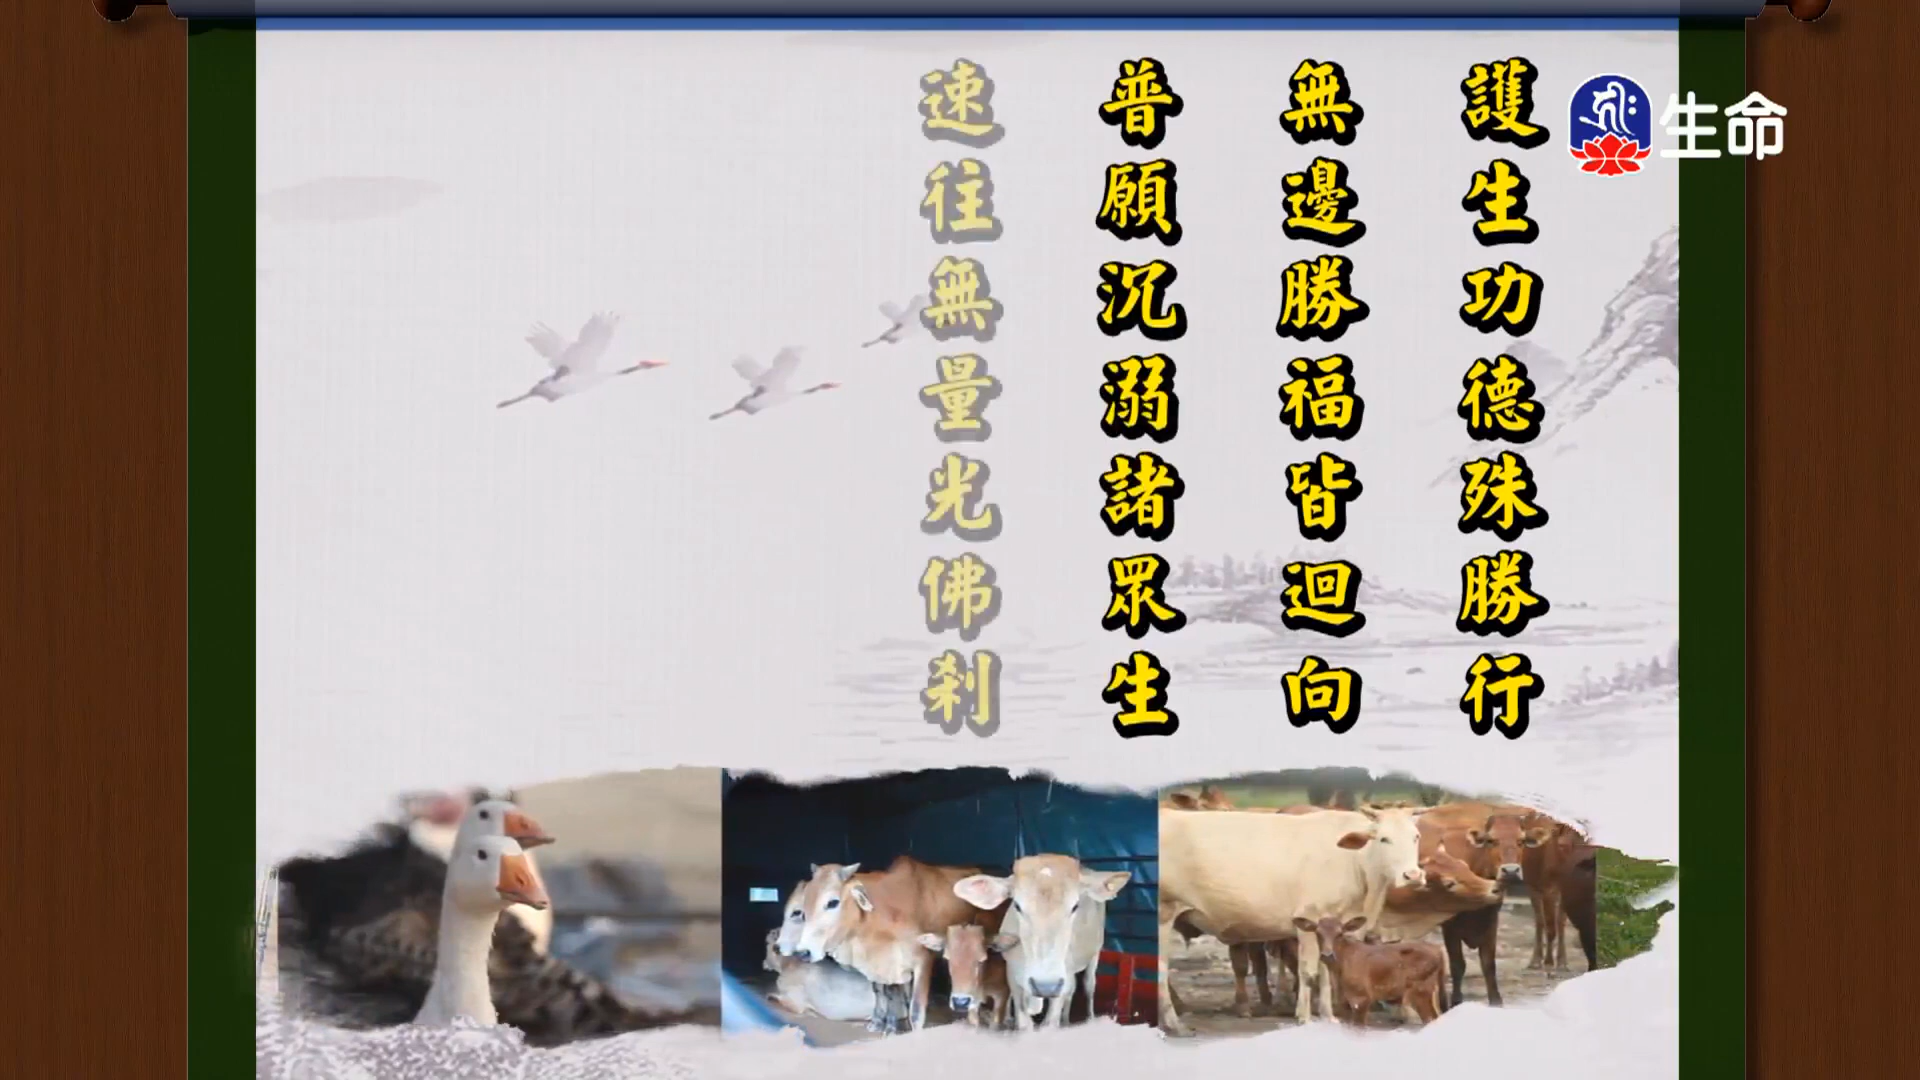 護生功德殊勝行
無邊勝福皆迴向
普願沉溺諸眾生
速往無量光佛剎
生命